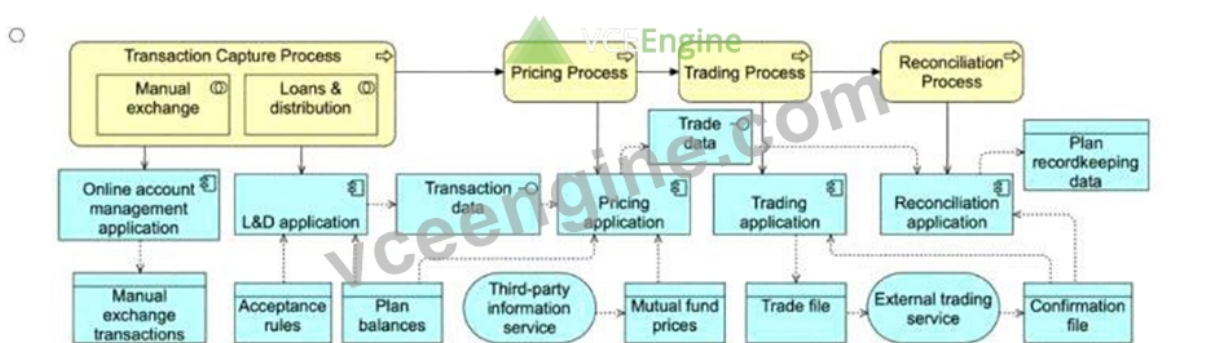 VCEEngine
Transaction Capture Process
Manual
exchange
Loans &
distribution
Pricing Process
Trading Process
Reconciliation
Process
Trade
data
Plan
recordkeeping
data
Online account
management
application
L&D application
Transaction
data
Pricing
application
Trading
application
Reconciliation
application
Manual
exchange
transactions
Acceptance
rules
Plan
balances
Third-party
information
service
Mutual fund
prices
Trade file
External trading
service
Confirmation
file
vceengine.com